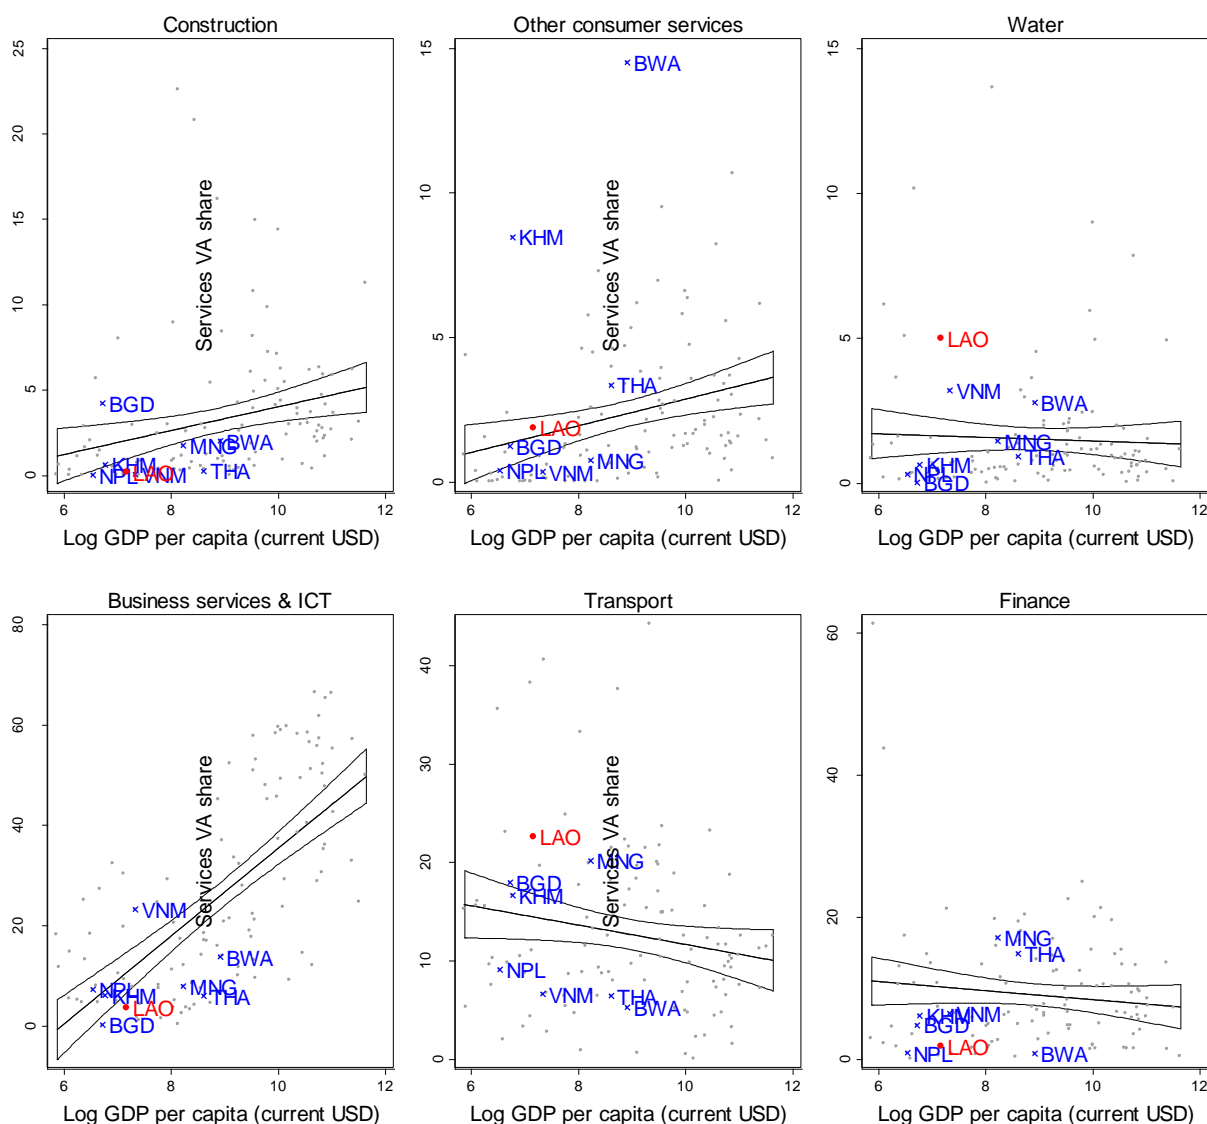 Construction
25
20
15
10
5
0
Services VA share
BGD
KHM
NPL
LAO
VNM
MNG
BWA
THA
6 8 10 12
Log GDP per capita (current USD)
Other consumer services
15
10
5
0
Services VA share
BWA
KHM
THA
LAO
BGD
MNG
NPL
VNM
6 8 10 12
Log GDP per capita (current USD)
Water
15
10
5
0
LAO
VNM
BWA
MNG
THA
KHM
NPL
BGD
6 8 10 12
Log GDP per capita (current USD)
Business services & ICT
80
60
40
20
0
Services VA share
VNM
BWA
NPL
KHM
MNG
THA
LAO
BGD
6 8 10 12
Log GDP per capita (current USD)
Transport
40
30
20
10
0
Services VA share
LAO
MNG
BGD
KHM
NPL
VNM
THA
BWA
6 8 10 12
Log GDP per capita (current USD)
Finance
60
40
20
0
MNG
THA
KHM
VNM
BGD
LAO
NPL
BWA
6 8 10 12
Log GDP per capita (current USD)